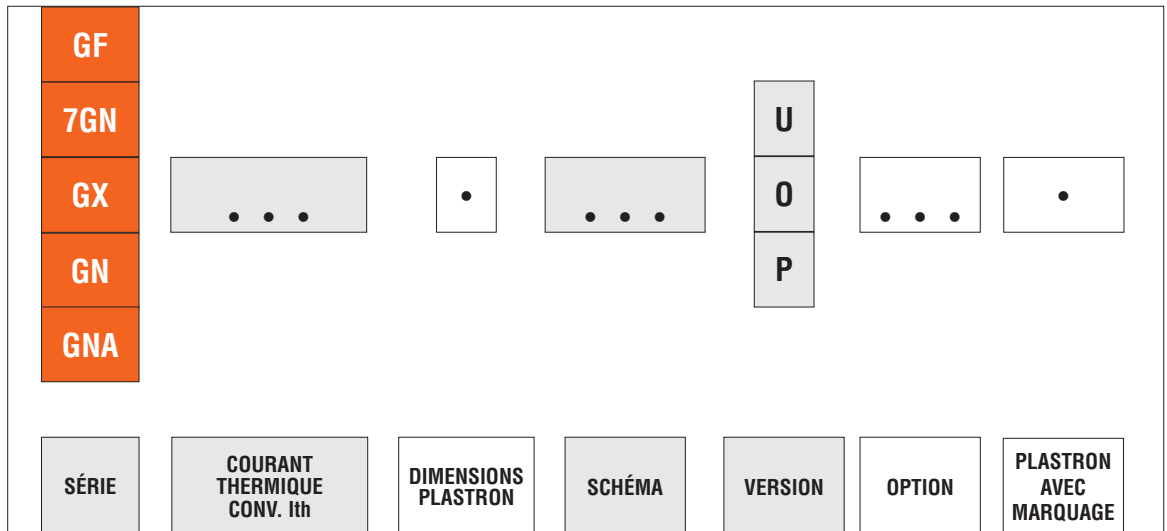 GF
7GN
GX
GN
GNA
• • •
•
• • •
U
O
P
• • •
•
SÉRIE
COURANT
THERMIQUE
CONV. Ith
DIMENSIONS
PLASTRON
SCHÉMA
VERSION
OPTION
PLASTRON
AVEC
MARQUAGE